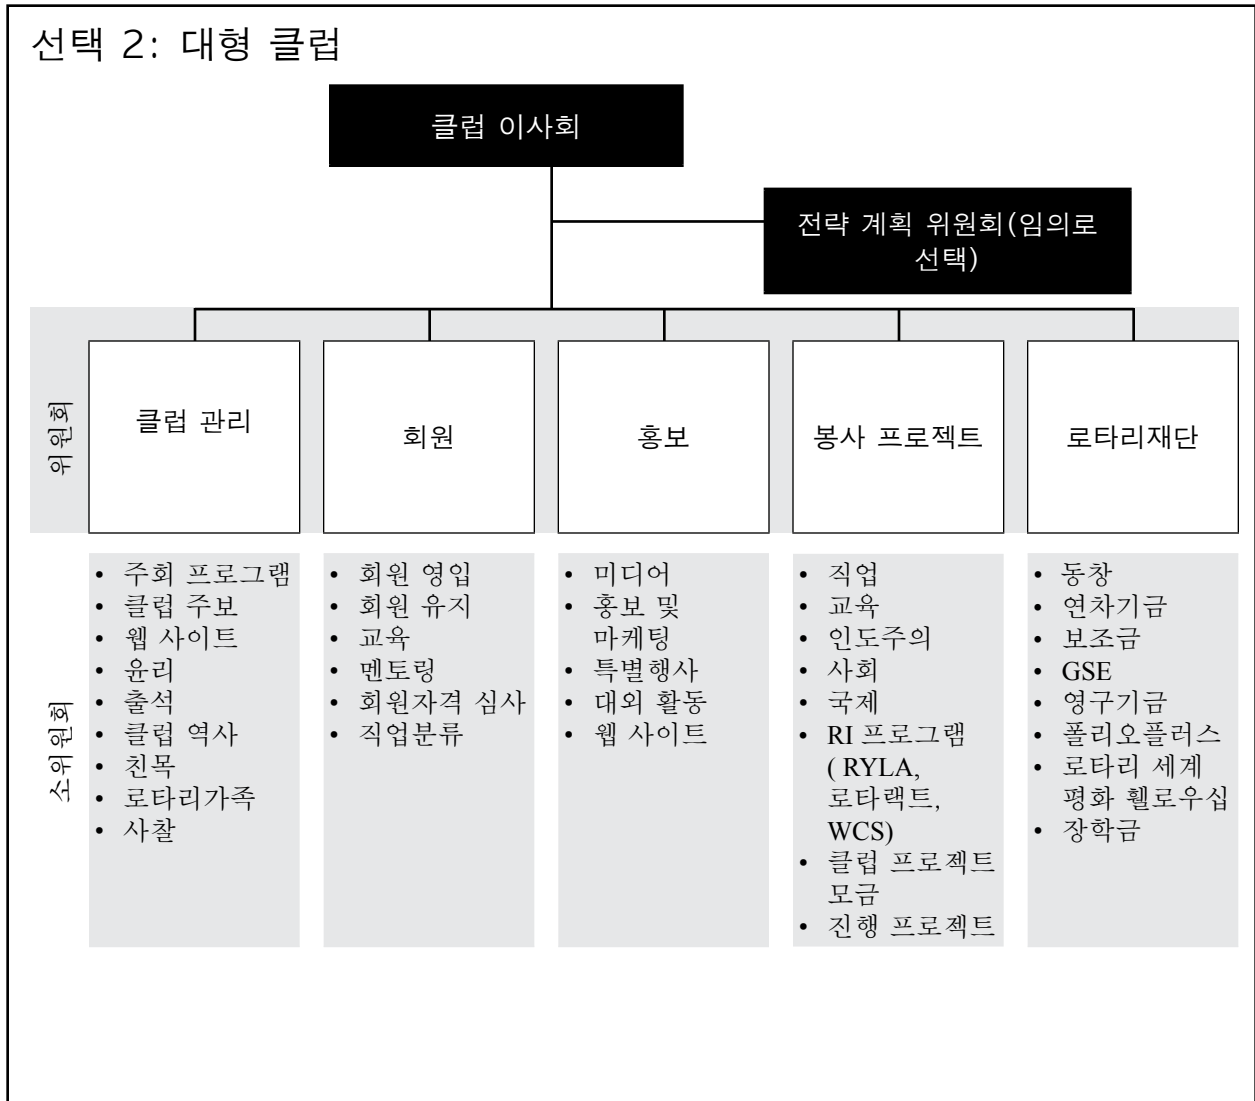 선택 2: 대형 클럽
클럽 이사회
전략 계획 위원회(임의로
선택)
위원회
클럽 관리
회원
홍보
봉사 프로젝트
로타리재단
소위원회
• 주회 프로그램
• 클럽 주보
• 웹 사이트
• 윤리
• 출석
• 클럽 역사
• 친목
• 로타리가족
• 사찰
• 회원 영입
• 회원 유지
• 교육
• 멘토링
• 회원자격 심사
• 직업분류
• 미디어
• 홍보 및
마케팅
• 특별행사
• 대외 활동
• 웹 사이트
• 직업
• 교육
• 인도주의
• 사회
• 국제
• RI 프로그램
( RYLA,
로타랙트,
WCS)
• 클럽 프로젝트
모금
• 진행 프로젝트
• 동창
• 연차기금
• 보조금
• GSE
• 영구기금
• 폴리오플러스
• 로타리 세계
평화 휄로우십
• 장학금